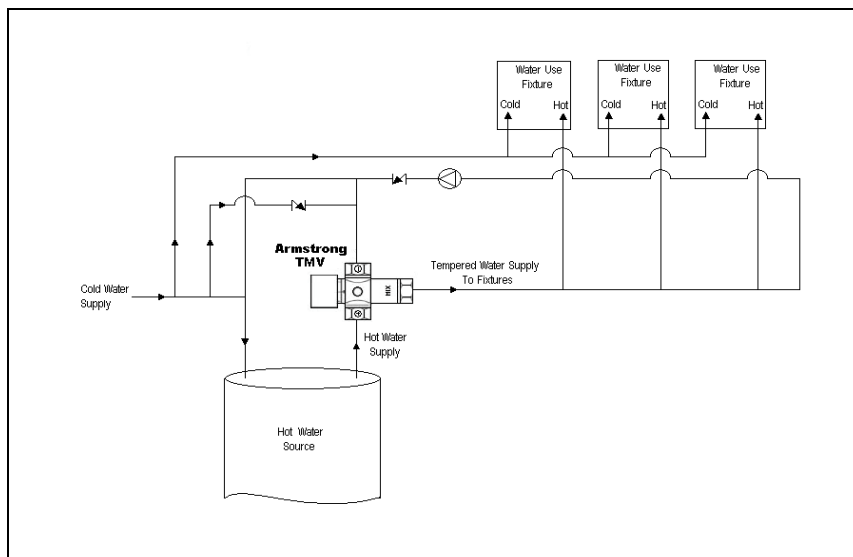 Water Use
Fixture
Cold Hot
Water Use
Fixture
Cold Hot
Water Use
Fixture
Cold Hot
Armstrong
TMV
MIX
Tempered Water Supply
To Fixtures
Cold Water
Supply
Hot Water
Supply
Hot Water
Source